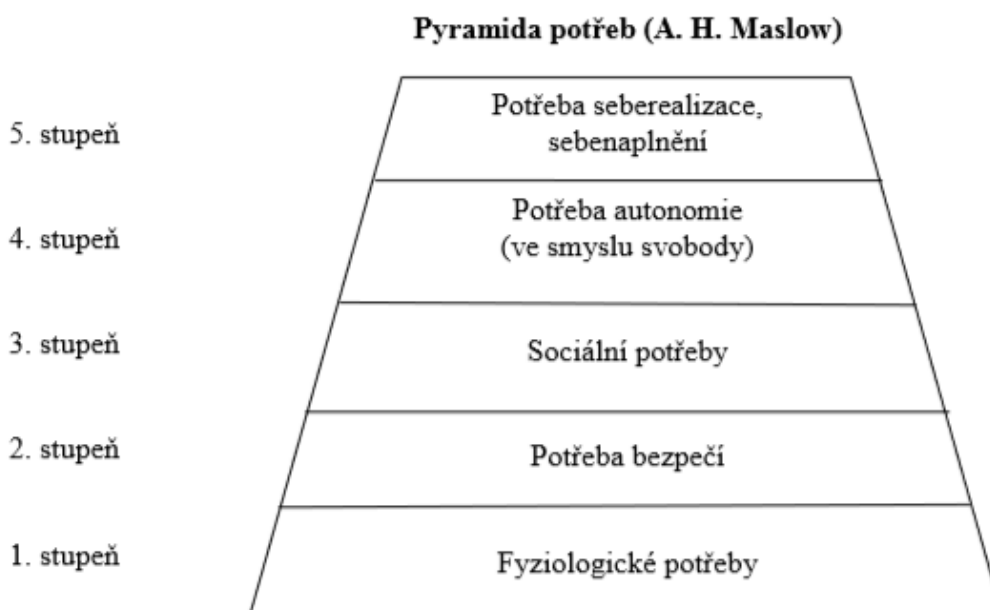 Pyramida potřeb (A. H. Maslow)
5. stupeň
Potřeba seberealizace,
sebenaplnění
4. stupeň
Potřeba autonomie
(ve smyslu svobody)
3. stupeň
Sociální potřeby
2. stupeň
Potřeba bezpečí
1. stupeň
Fyziologické potřeby